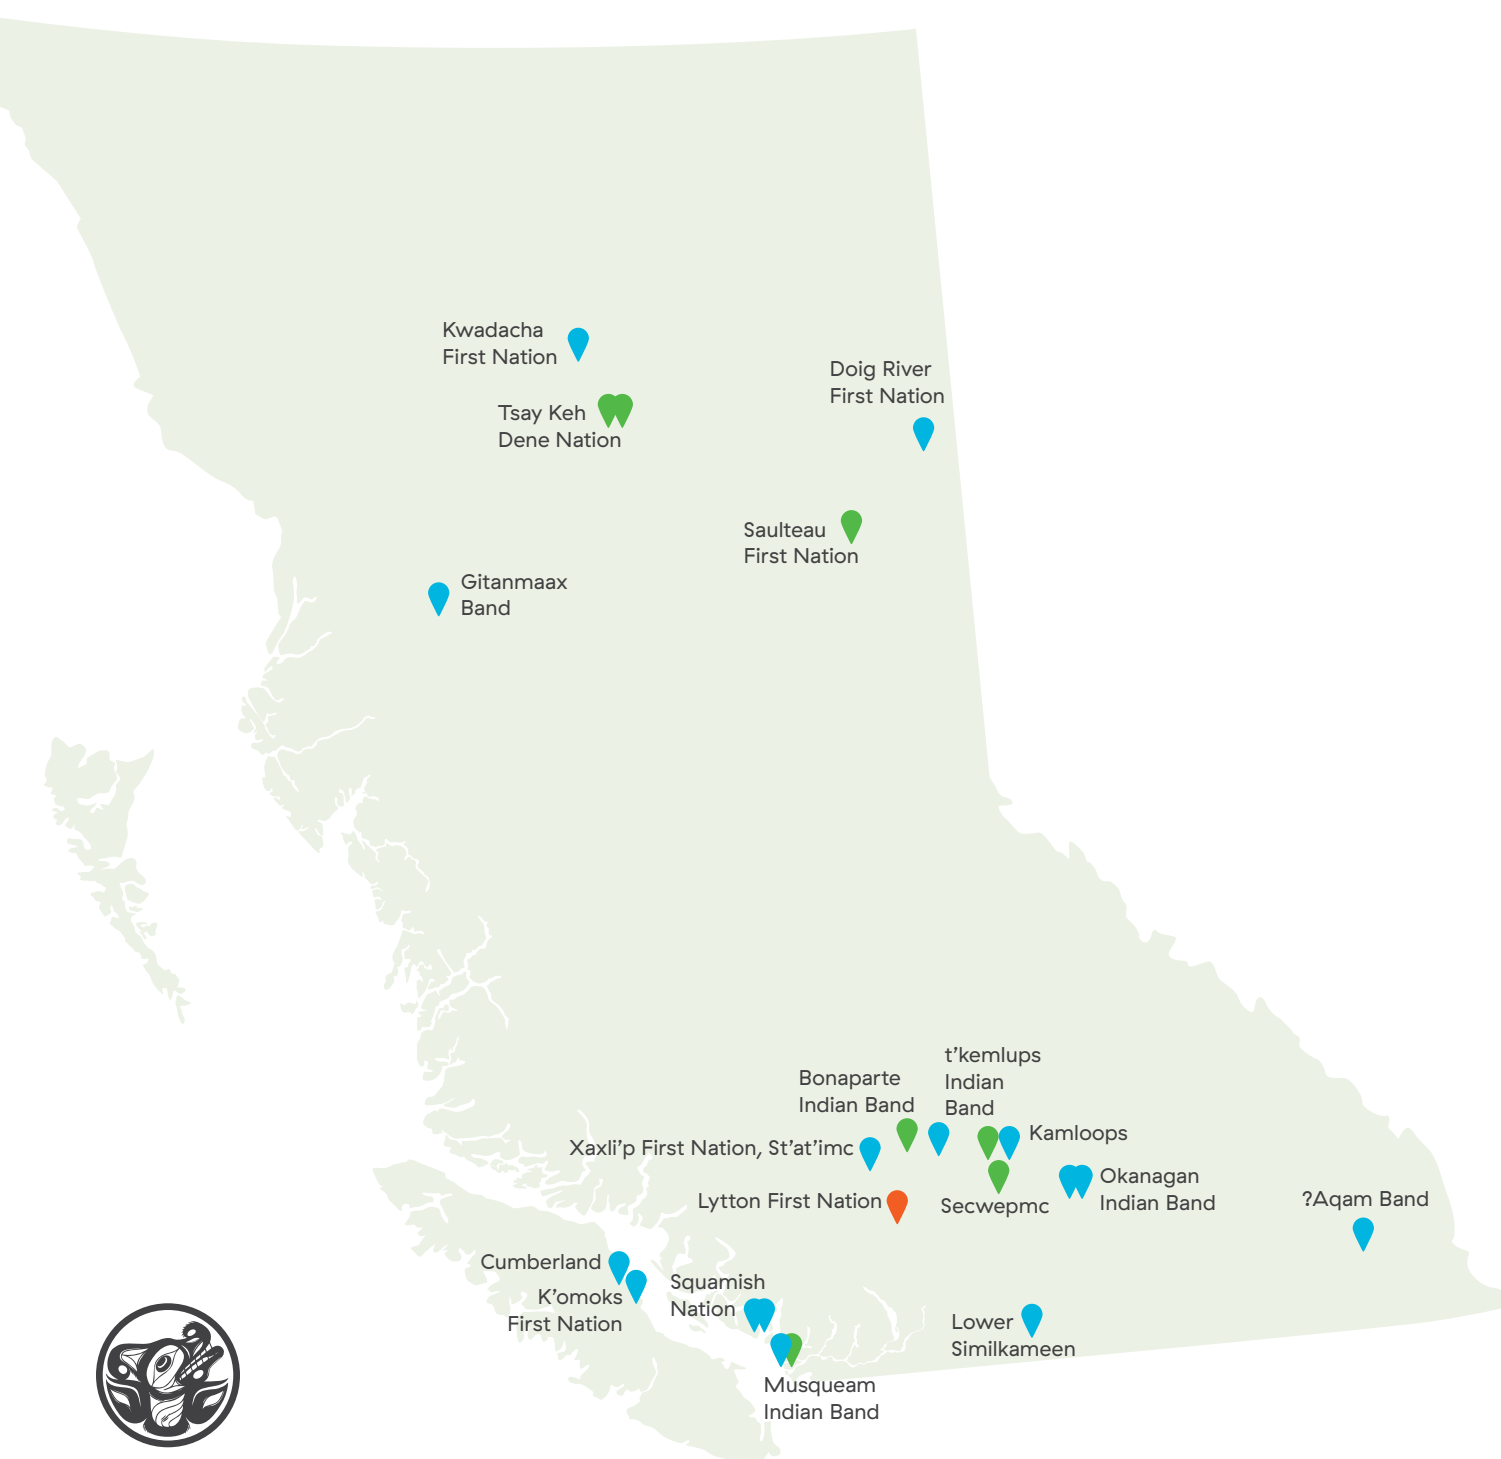 Kwadacha
First Nation
Doig River
First Nation
Tsay Keh
Dene Nation
Saulteau
First Nation
Gitanmaax
Band
t’kemlups
Indian
Band
Bonaparte
Indian Band
Kamloops
Xaxli’p First Nation, St’at’imc
Okanagan
Indian Band
Lytton First Nation
Secwepmc
?Aqam Band
Cumberland
K’omoks
First Nation
Squamish
Nation
Lower
Similkameen
Musqueam
Indian Band